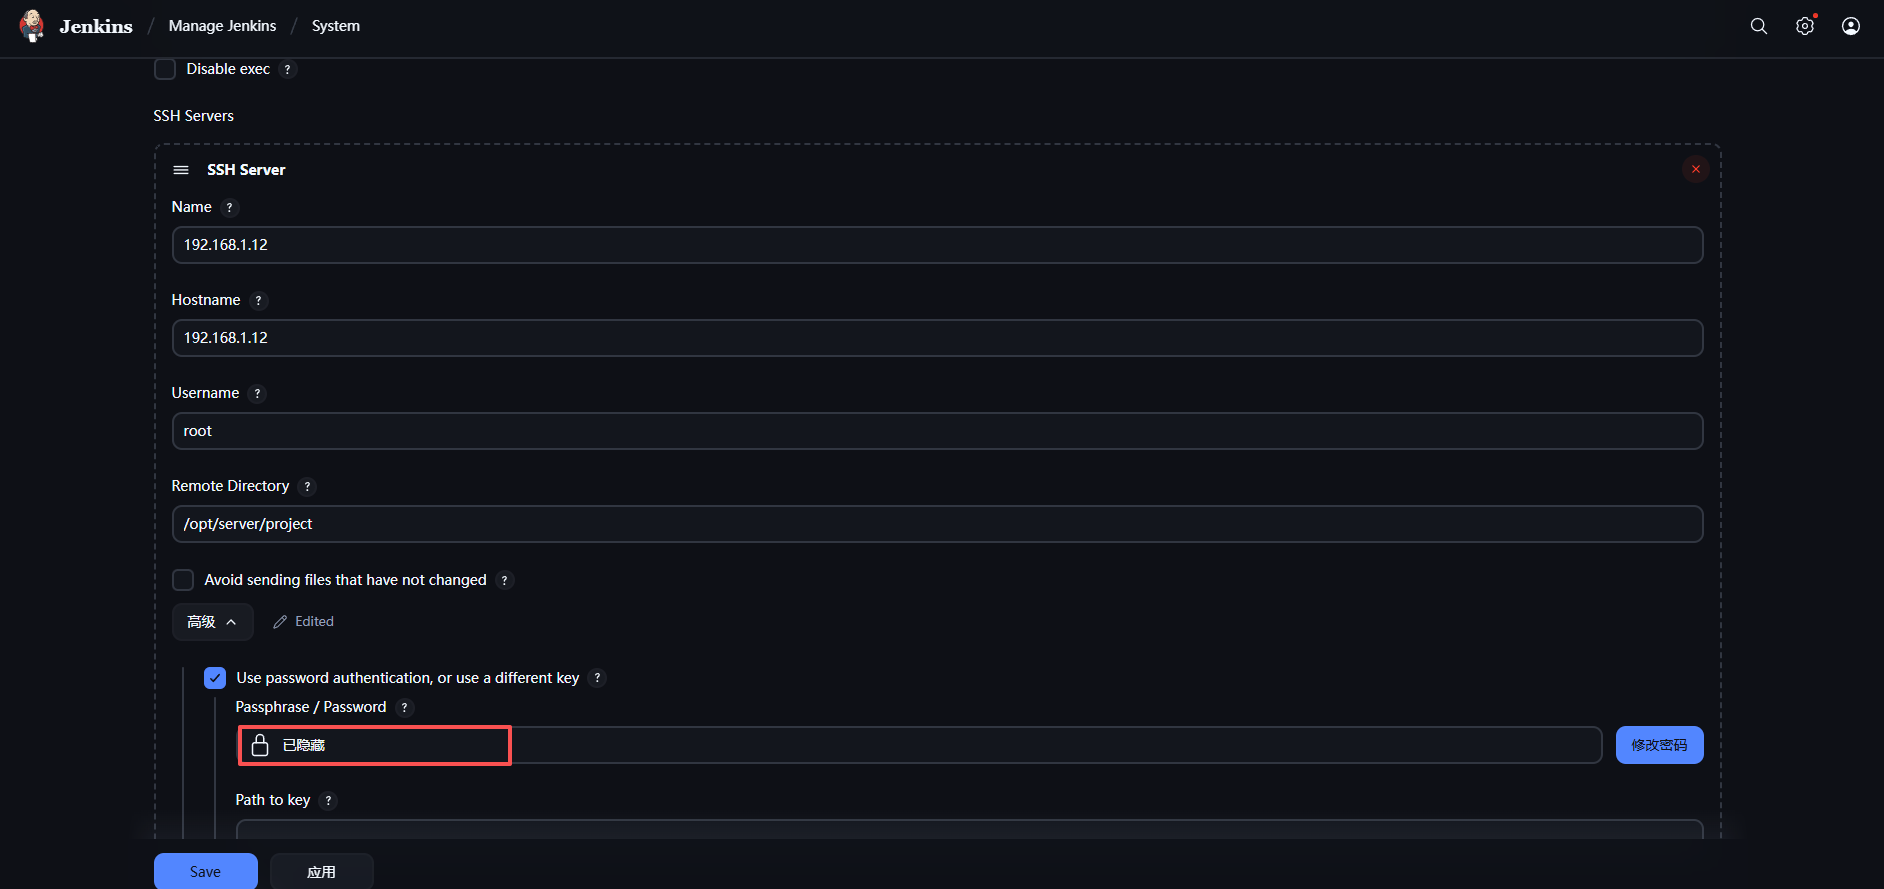 Jenkins / Manage Jenkins / System
Disable exec ?
SSH Servers
SSH Server
Name ?
192.168.1.12
Hostname ?
192.168.1.12
Username ?
root
Remote Directory ?
/opt/server/project
Avoid sending files that have not changed ?
高级 Edited
Use password authentication, or use a different key ?
Passphrase / Password ?
已隐藏 修改密码
Path to key ?
Save 应用